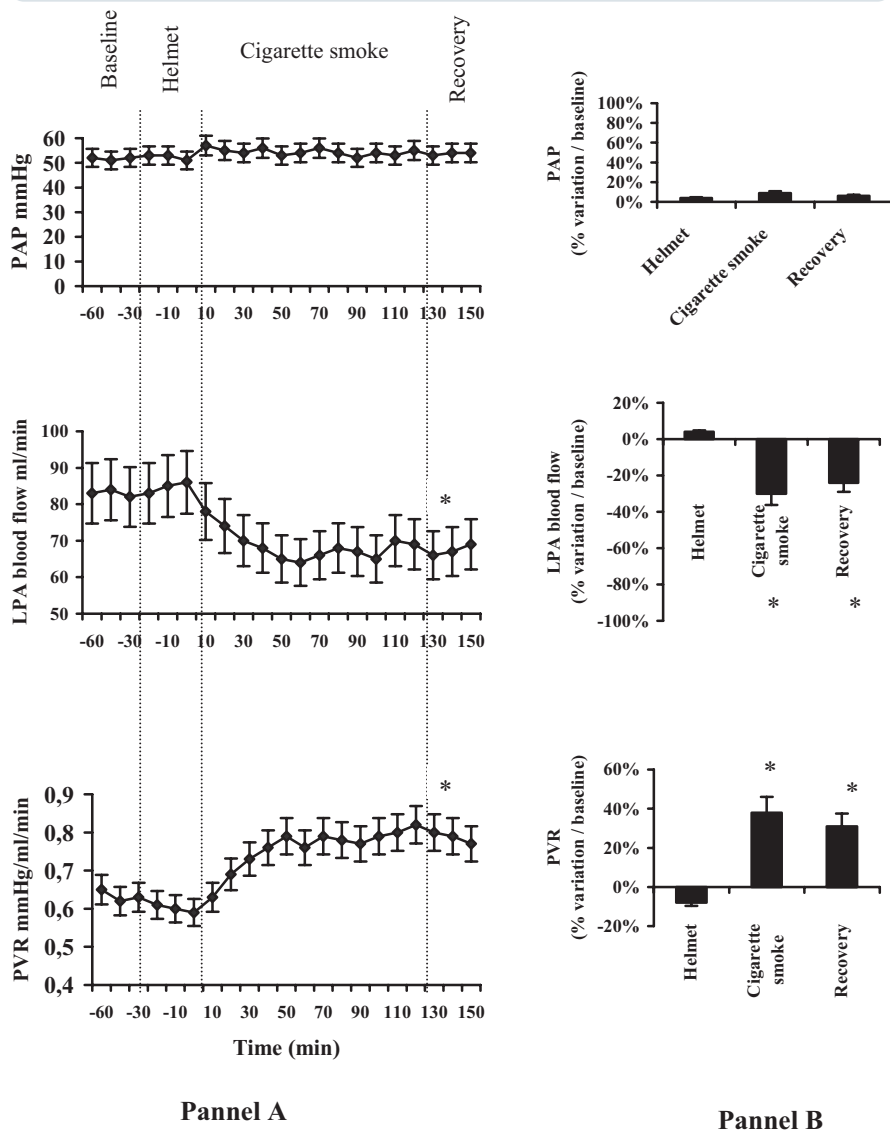 Baseline
Helmet
Cigarette smoke
Recovery
PAP mmHg
60
50
40
30
20
10
0
-60 -30 -10 10 30 50 70 90 110 130 150
LPA blood flow ml/min
100
90
80
70
60
50
-60 -30 -10 10 30 50 70 90 110 130 150
*
PVR mmHg/ml/min
0,9
0,8
0,7
0,6
0,5
0,4
-60 -30 -10 10 30 50 70 90 110 130 150
*
Time (min)
Pannel A
PAP
(% variation / baseline)
100%
80%
60%
40%
20%
0%
Helmet
Cigarette smoke
Recovery
LPA blood flow
(% variation / baseline)
20%
0%
-20%
-40%
-60%
-80%
-100%
Helmet
Cigarette
smoke
Recovery
* *
PVR
(% variation / baseline)
60%
40%
20%
0%
-20%
* *
Helmet
Cigarette
smoke
Recovery
Pannel B